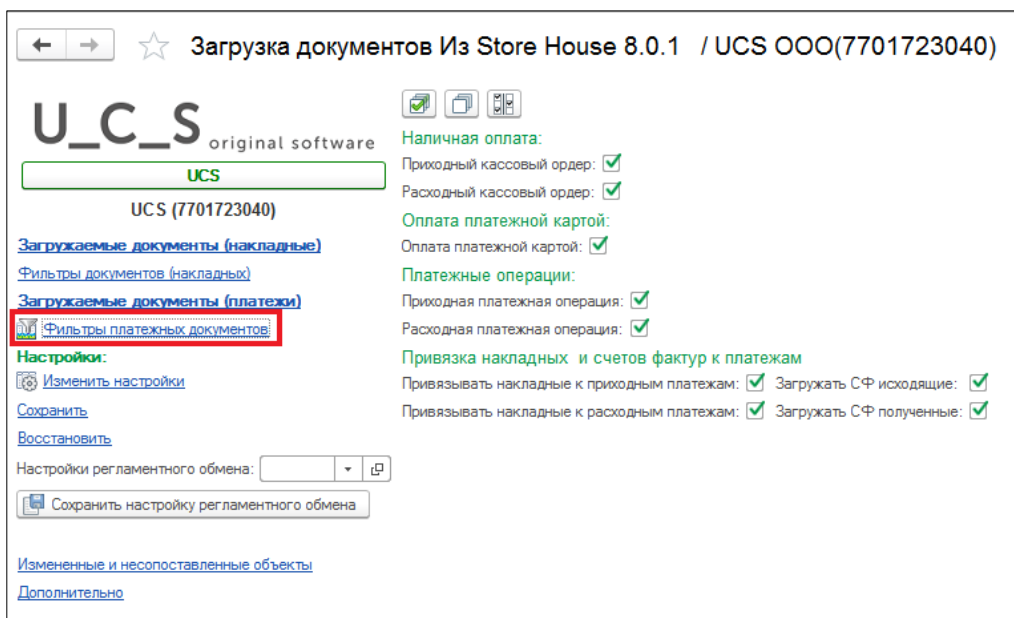 Загрузка документов Из Store House 8.0.1 / UCS ООО(7701723040)
U_C_S original software
UCS
UCS (7701723040)
Загружаемые документы (накладные)
Фильтры документов (накладных)
Загружаемые документы (платежи)
Фильтры платежных документов
Настройки:
Изменить настройки
Сохранить
Восстановить
Настройки регламентного обмена:
Сохранить настройку регламентного обмена
Измененные и несопоставленные объекты
Дополнительно
Наличная оплата:
Приходный кассовый ордер:
Расходный кассовый ордер:
Оплата платежной картой:
Оплата платежной картой:
Платежные операции:
Приходная платежная операция:
Расходная платежная операция:
Привязка накладных и счетов фактур к платежам
Привязывать накладные к приходным платежам: Загружать СФ исходящие:
Привязывать накладные к расходным платежам: Загружать СФ полученные: